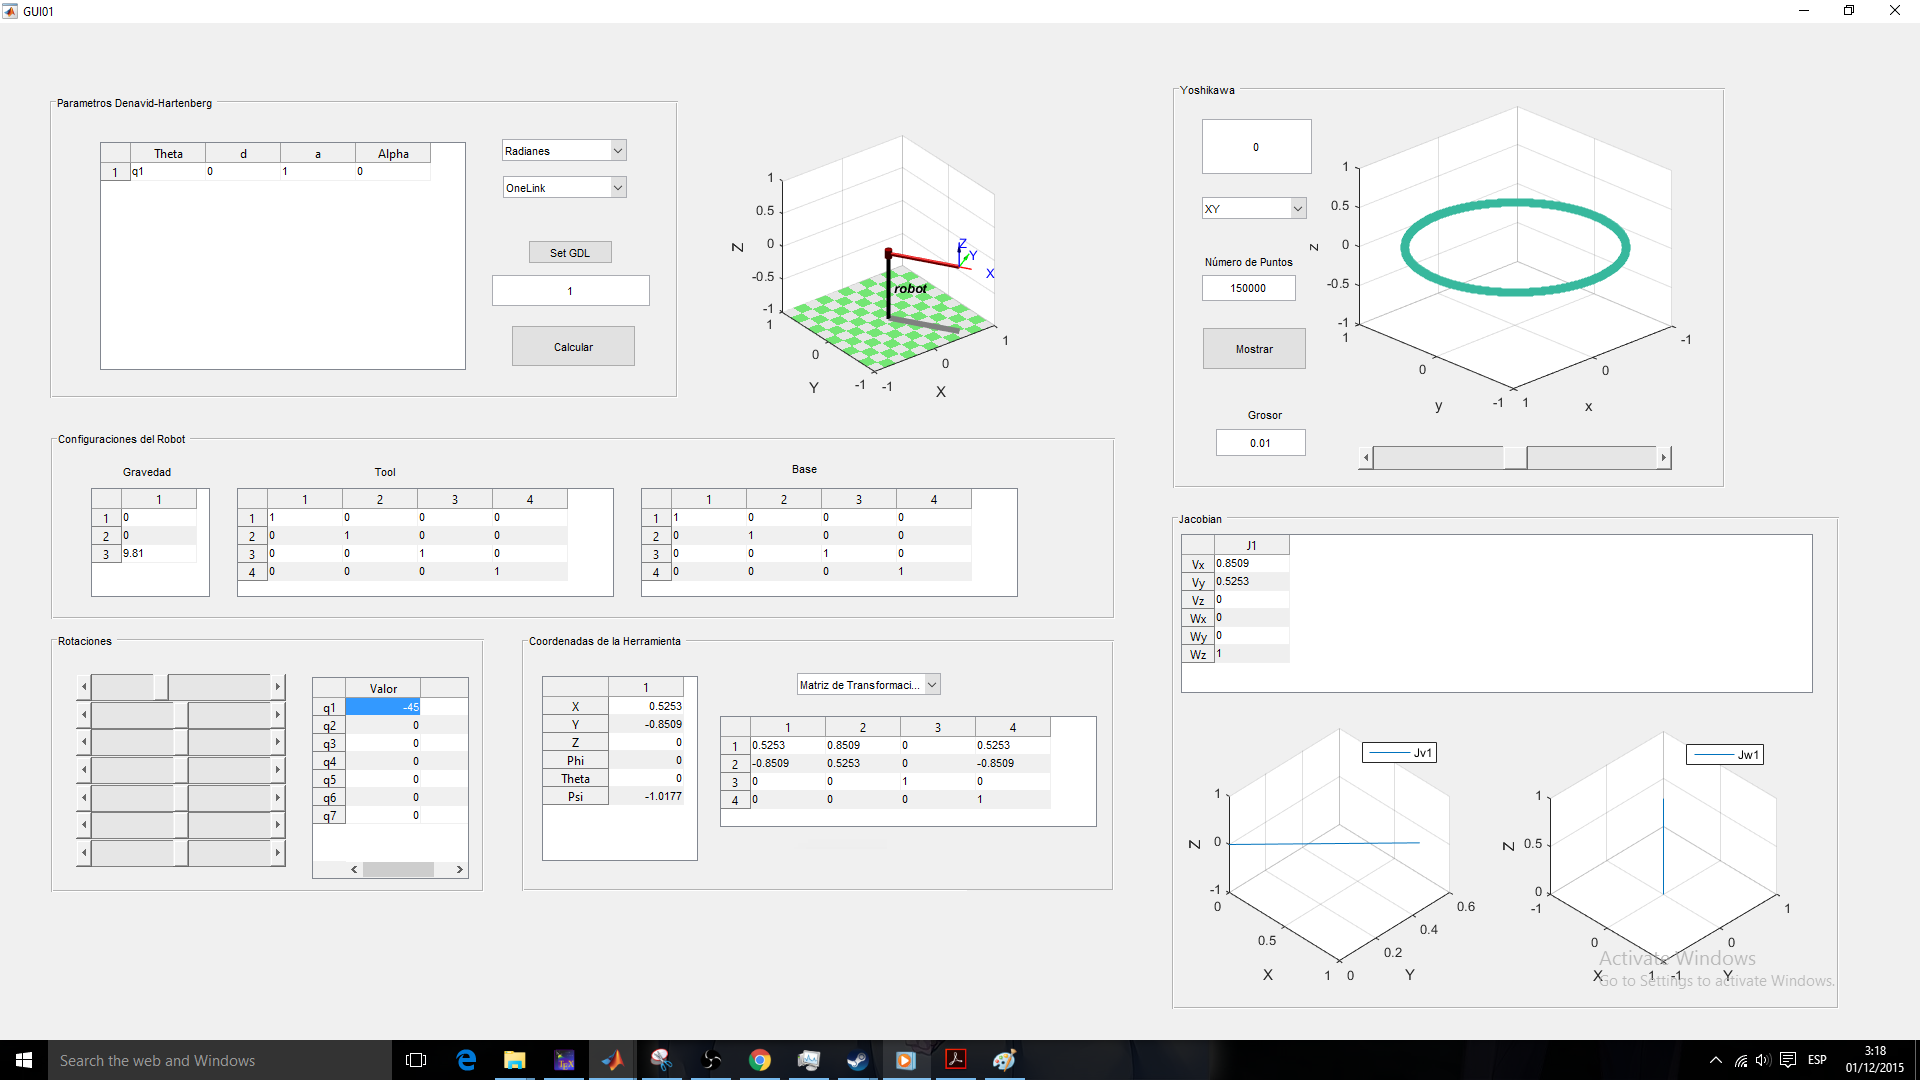 GUI01
Parametros Denavid-Hartenberg
Theta d a Alpha
1 q1 0 1 0
Radianes
OneLink
Set GDL
1
Calcular
1
0.5
0
-0.5
-1
Z
1
0
-1
Y
-1
0
1
X
robot
Z
Y
X
Yoshikawa
0
XY
Número de Puntos
150000
Mostrar
Grosor
0.01
1
0.5
0
-0.5
-1
z
1
0
-1
y
1
0
-1
x
Configuraciones del Robot
Gravedad
1
1 0
2 0
3 9.81
Tool
1 2 3 4
1 1 0 0 0
2 0 1 0 0
3 0 0 1 0
4 0 0 0 1
Base
1 2 3 4
1 1 0 0 0
2 0 1 0 0
3 0 0 1 0
4 0 0 0 1
Rotaciones
Valor
q1 -45
q2 0
q3 0
q4 0
q5 0
q6 0
q7 0
Coordenadas de la Herramienta
1
X 0.5253
Y -0.8509
Z 0
Phi 0
Theta 0
Psi -1.0177
Matriz de Transformaci...
1 2 3 4
1 0.5253 0.8509 0 0.5253
2 -0.8509 0.5253 0 -0.8509
3 0 0 1 0
4 0 0 0 1
Jacobian
J1
Vx 0.8509
Vy 0.5253
Vz 0
Wx 0
Wy 0
Wz 1
Jv1
1
0
-1
Z
0
0.5
1
X
0
0.2
0.4
0.6
Y
Jw1
1
0.5
0
Z
-1
0
1
X
-1
0
1
Y
Activate Windows
Go to Settings to activate Windows.
Search the web and Windows
ESP
3:18
01/12/2015